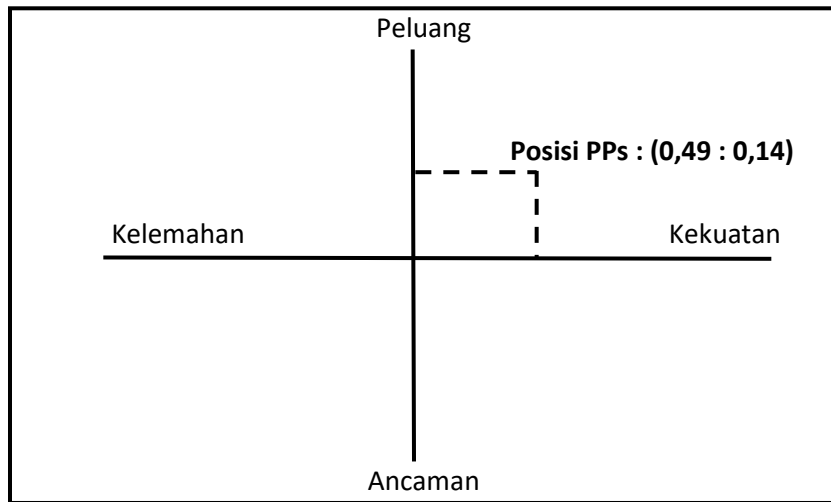 Peluang
Posisi PPs : (0,49 : 0,14)
Kelemahan
Kekuatan
Ancaman